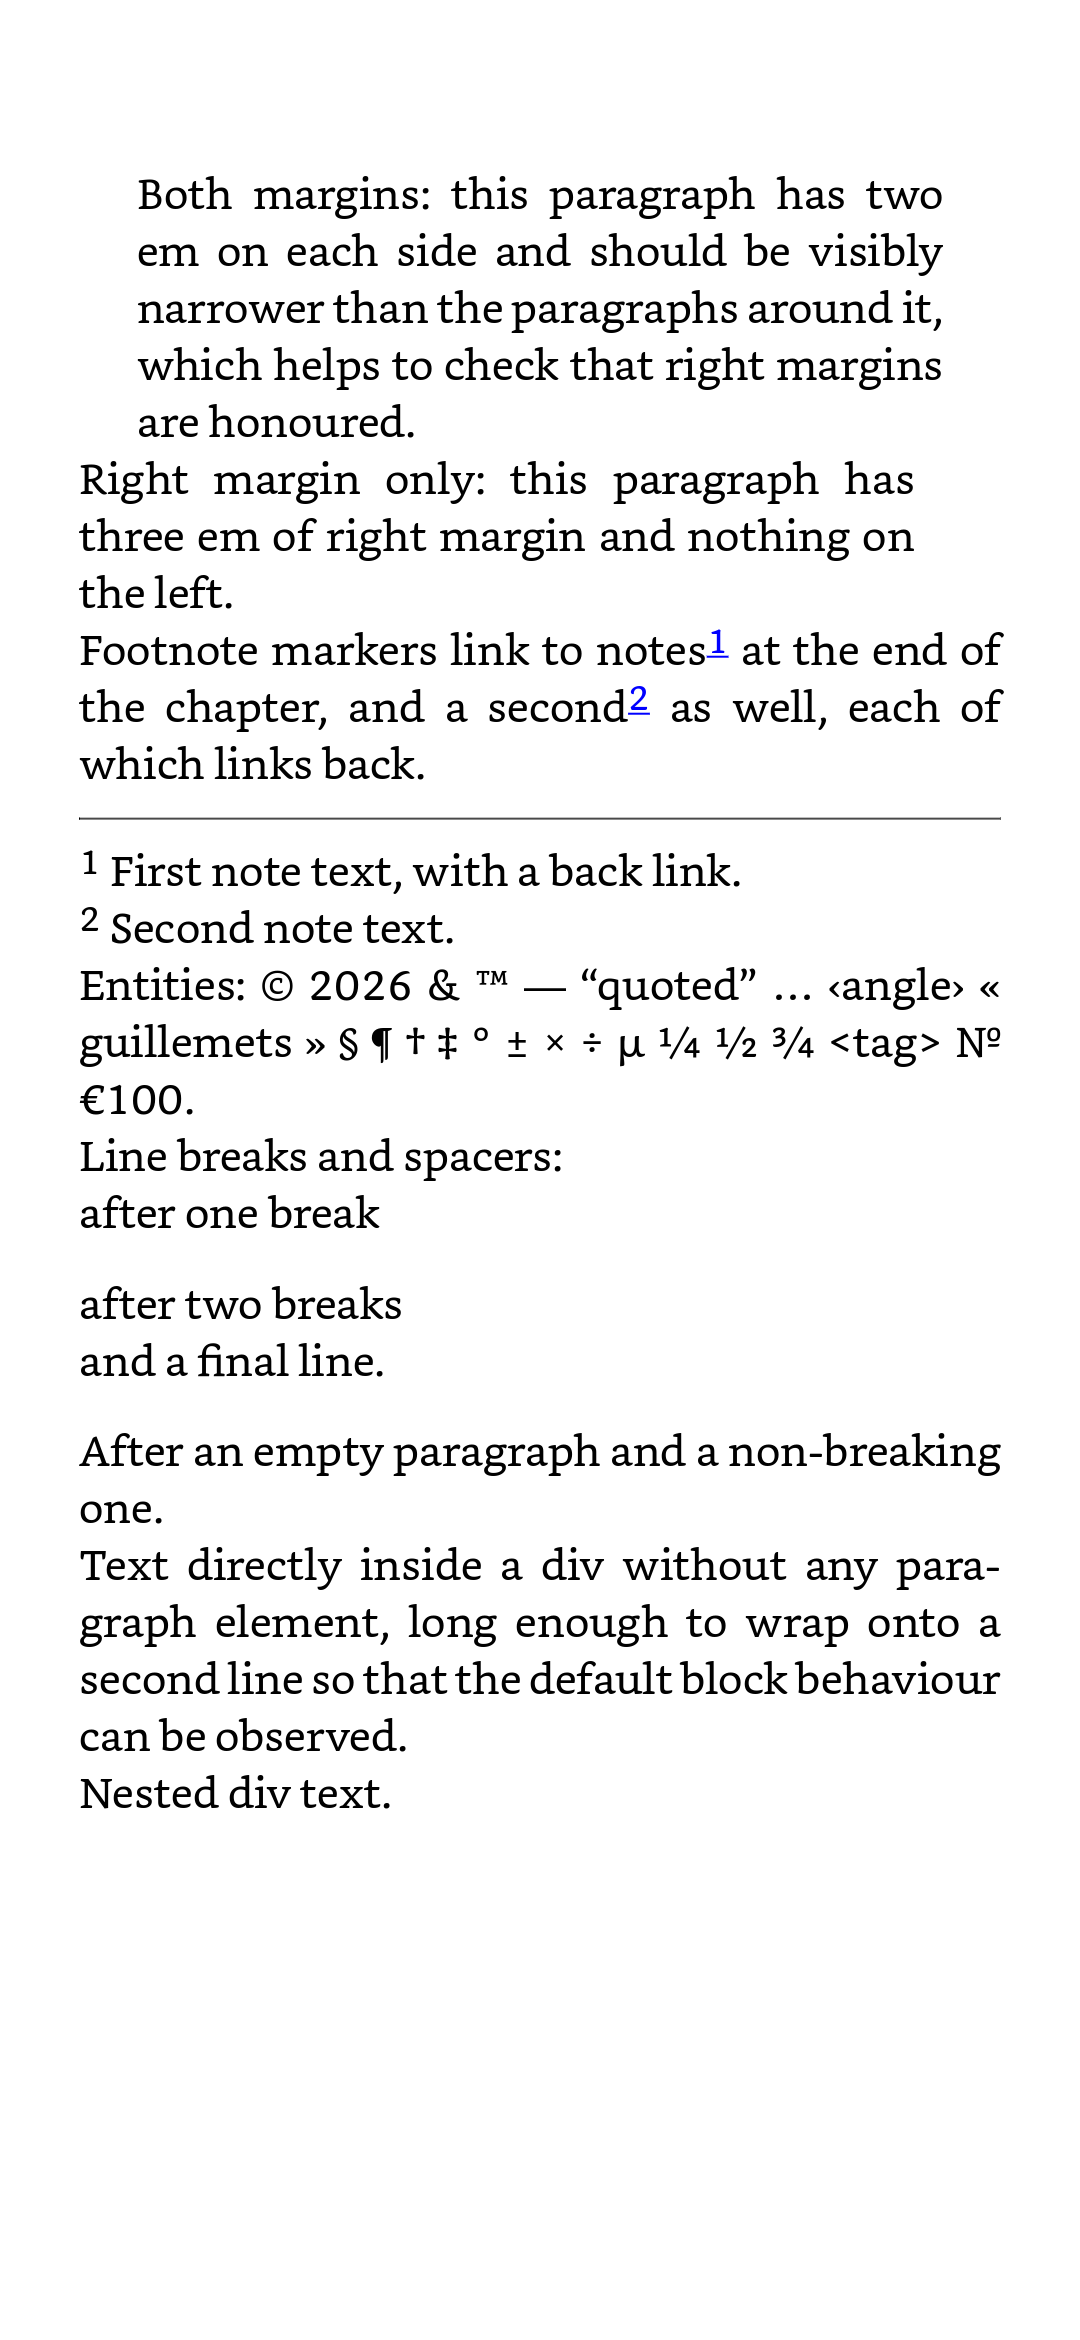 Both margins: this paragraph has two
em on each side and should be visibly
narrower than the paragraphs around it,
which helps to check that right margins
are honoured.
Right margin only: this paragraph has
three em of right margin and nothing on
the left.
Footnote markers link to notes1 at the end of
the chapter, and a second2 as well, each of
which links back.
1 First note text, with a back link.
2 Second note text.
Entities: © 2026 & ™ — “quoted” … ‹angle› «
guillemets » § ¶ † ‡ ° ± × ÷ µ ¼ ½ ¾ <tag> Nº
€100.
Line breaks and spacers:
after one break
after two breaks
and a final line.
After an empty paragraph and a non-breaking
one.
Text directly inside a div without any para-
graph element, long enough to wrap onto a
second line so that the default block behaviour
can be observed.
Nested div text.